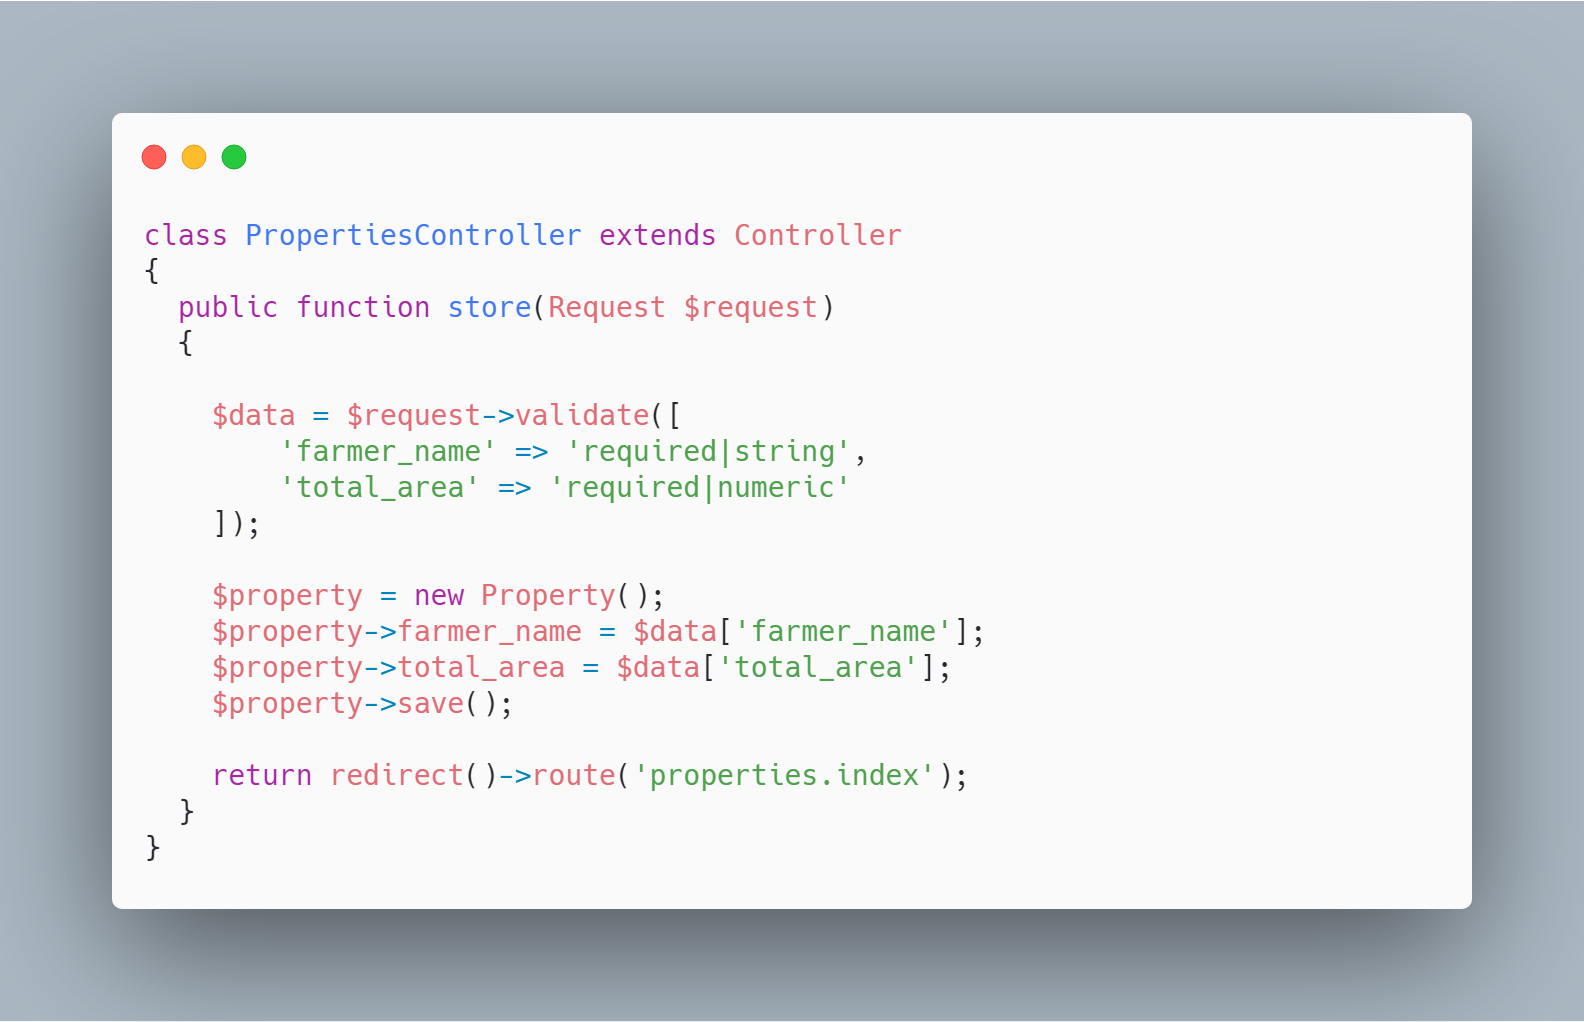 class PropertiesController extends Controller
{
  public function store(Request $request)
  {

    $data = $request->validate([
        'farmer_name' => 'required|string',
        'total_area' => 'required|numeric'
    ]);

    $property = new Property();
    $property->farmer_name = $data['farmer_name'];
    $property->total_area = $data['total_area'];
    $property->save();

    return redirect()->route('properties.index');
  }
}